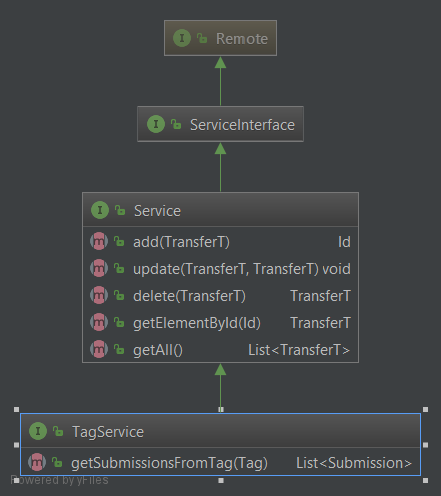 I Remote
I ServiceInterface
I Service
m add(TransferT) Id
m update(TransferT, TransferT) void
m delete(TransferT) TransferT
m getElementById(Id) TransferT
m getAll() List<TransferT>
I TagService
m getSubmissionsFromTag(Tag) List<Submission>
Powered by yFiles